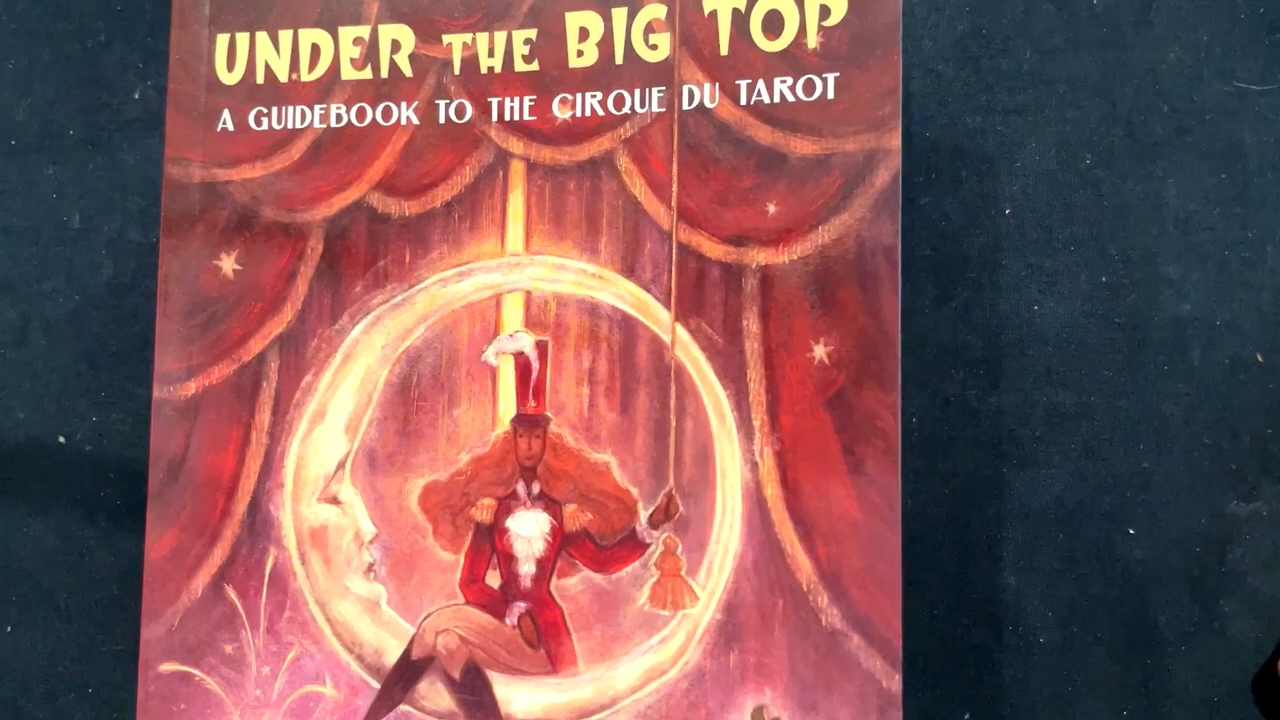 UNDER THE BIG TOP
A GUIDEBOOK TO THE CIRQUE DU TAROT